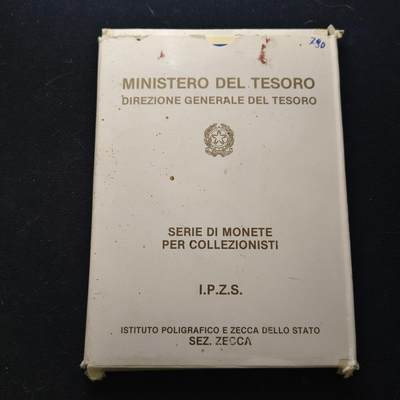 MINISTERO DEL TESORO
DIREZIONE GENERALE DEL TESORO
SERIE DI MONETE
PER COLLEZIONISTI
I.P.Z.S.
ISTITUTO POLIGRAFICO E ZECCA DELLO STATO
SEZ. ZECCA